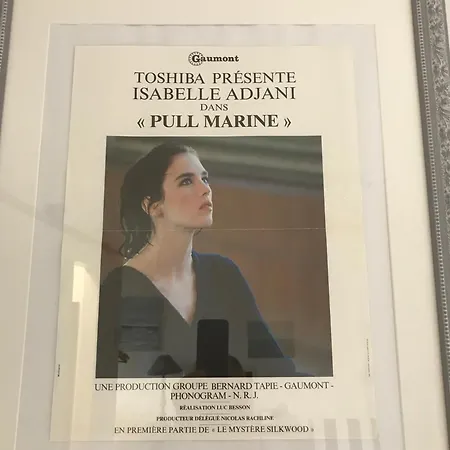 Gaumont
TOSHIBA PRÉSENTE
ISABELLE ADJANI
DANS
« PULL MARINE »
UNE PRODUCTION GROUPE BERNARD TAPIE - GAUMONT -
PHONOGRAM - N. R. J.
RÉALISATION LUC BESSON
PRODUCTEUR DÉLÉGUÉ NICOLAS RACHLINE
EN PREMIÈRE PARTIE DE « LE MYSTÈRE SILKWOOD »